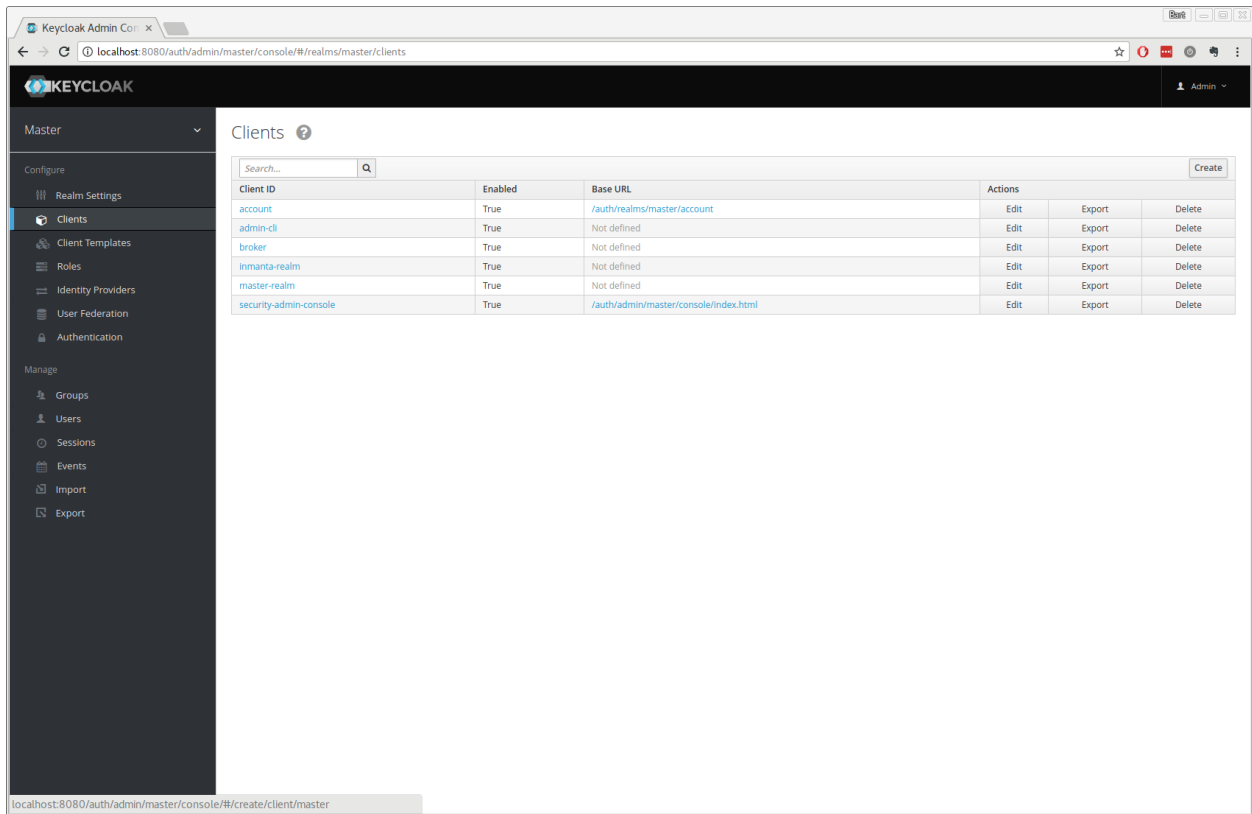 Keycloak Admin Con
Bart
localhost:8080/auth/admin/master/console/#/realms/master/clients
KEYCLOAK
Admin
Master
Clients
Configure
Search...
Create
Client ID Enabled Base URL Actions
Realm Settings
account True /auth/realms/master/account Edit Export Delete
Clients
admin-cli True Not defined Edit Export Delete
Client Templates
broker True Not defined Edit Export Delete
Roles
inmanta-realm True Not defined Edit Export Delete
Identity Providers
master-realm True Not defined Edit Export Delete
User Federation
security-admin-console True /auth/admin/master/console/index.html Edit Export Delete
Authentication
Manage
Groups
Users
Sessions
Events
Import
Export
localhost:8080/auth/admin/master/console/#/create/client/master